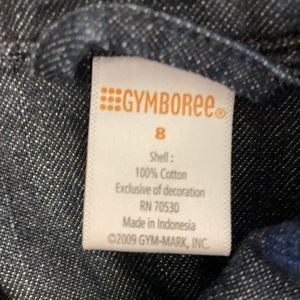 GYMBOREE®
8
Shell :
100% Cotton
Exclusive of decoration
RN 70530
Made in Indonesia
©2009 GYM-MARK, INC.